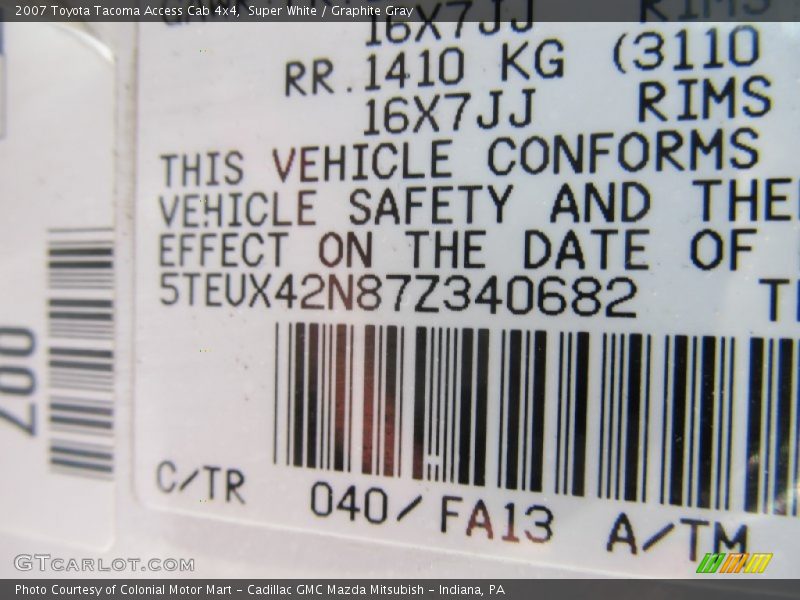 2007 Toyota Tacoma Access Cab 4x4, Super White / Graphite Gray
16X7JJ RIMS
RR.1410 KG (3110
16X7JJ RIMS
THIS VEHICLE CONFORMS
VEHICLE SAFETY AND THE
EFFECT ON THE DATE OF
5TEUX42N87Z340682
C/TR 040/FA13 A/TM
GTCARLOT.COM
Photo Courtesy of Colonial Motor Mart - Cadillac GMC Mazda Mitsubish - Indiana, PA